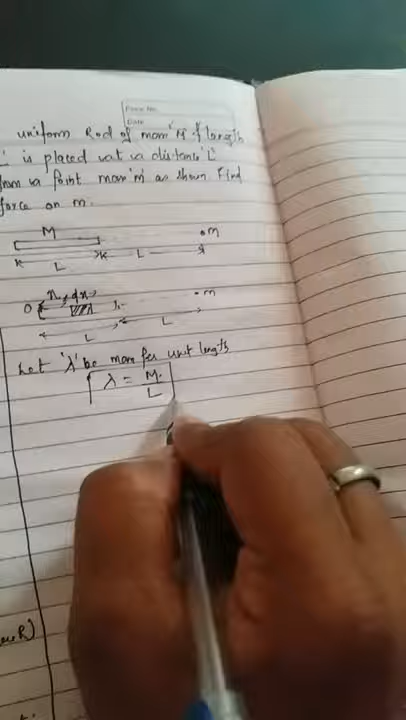 Page No.
Date
uniform Rod of mass 'M' & length
L' is placed at a distance 'L'
from a point mass 'm' as shown Find
force on m.
M
m
L
L
O
x
dx
m
L
L
Let 'λ' be mass per unit length
λ = M/L